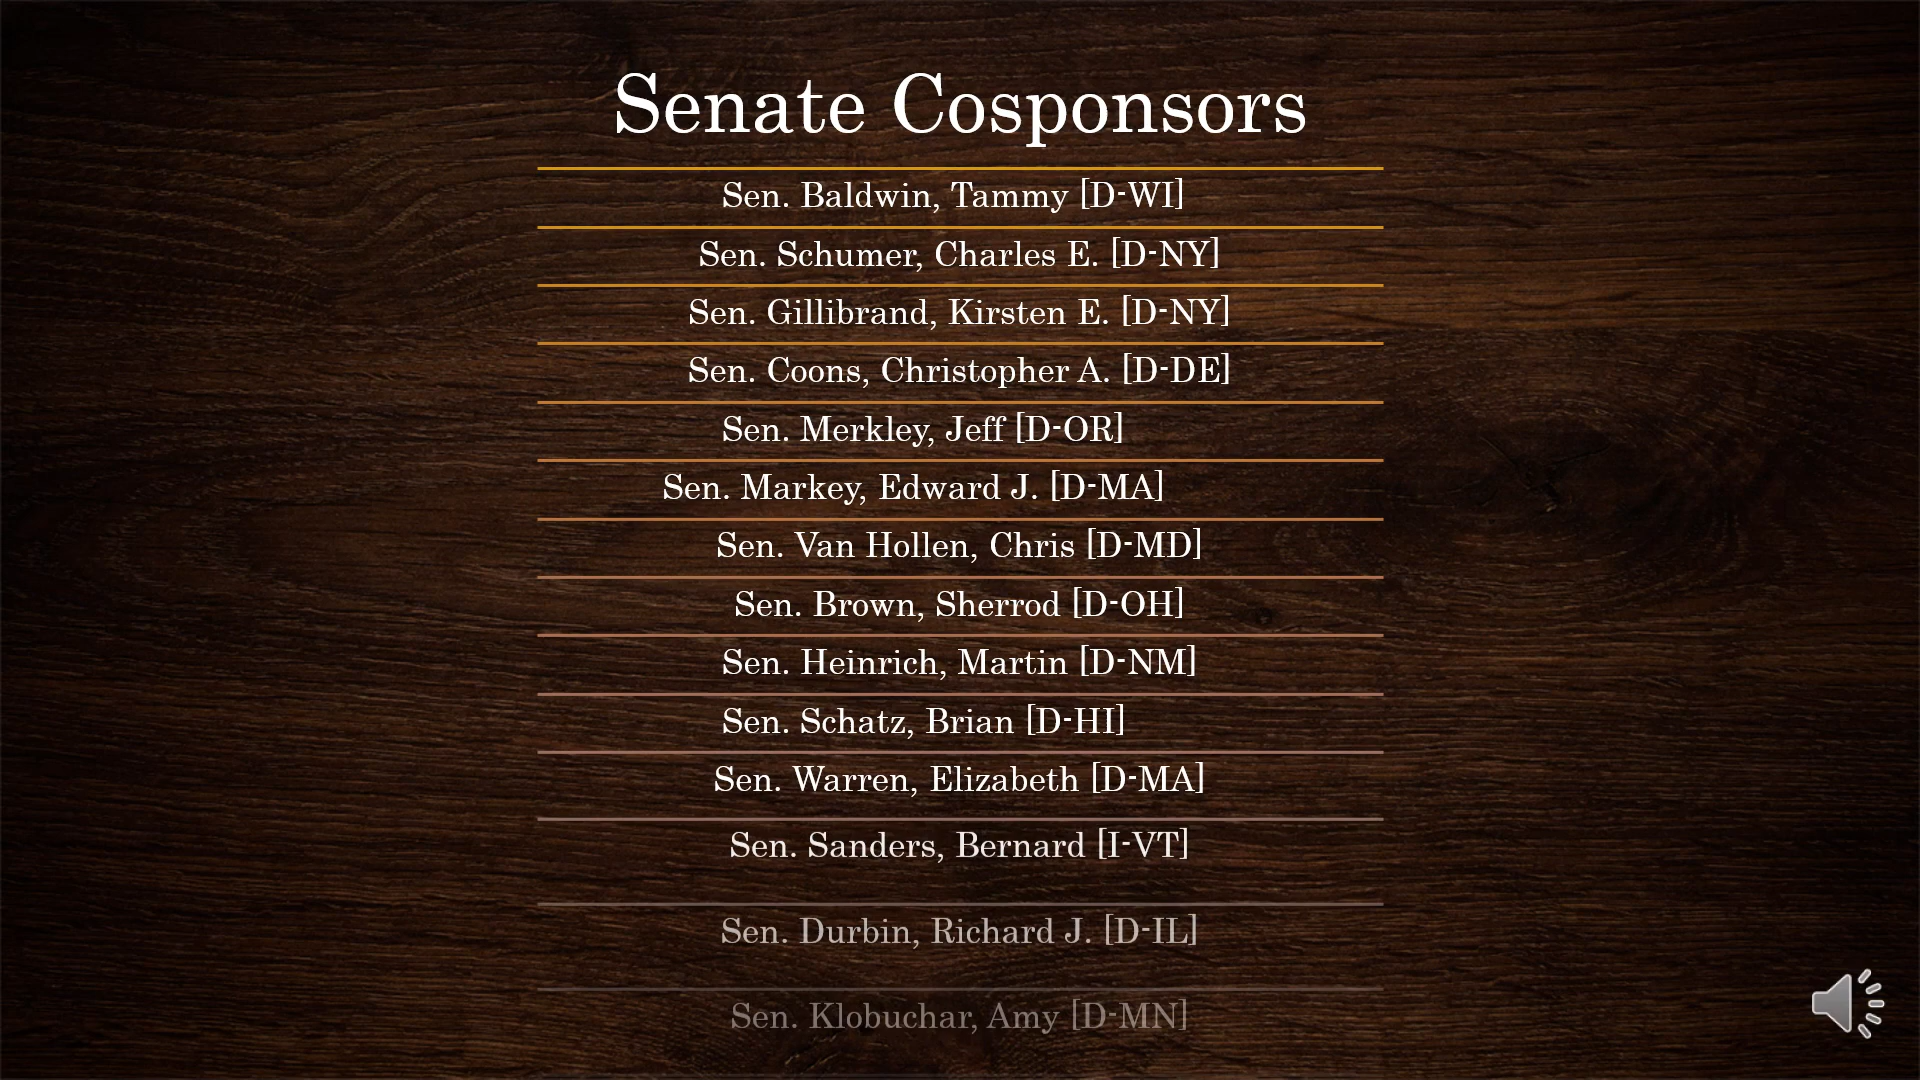 Senate Cosponsors
Sen. Baldwin, Tammy [D-WI]
Sen. Schumer, Charles E. [D-NY]
Sen. Gillibrand, Kirsten E. [D-NY]
Sen. Coons, Christopher A. [D-DE]
Sen. Merkley, Jeff [D-OR]
Sen. Markey, Edward J. [D-MA]
Sen. Van Hollen, Chris [D-MD]
Sen. Brown, Sherrod [D-OH]
Sen. Heinrich, Martin [D-NM]
Sen. Schatz, Brian [D-HI]
Sen. Warren, Elizabeth [D-MA]
Sen. Sanders, Bernard [I-VT]
Sen. Durbin, Richard J. [D-IL]
Sen. Klobuchar, Amy [D-MN]